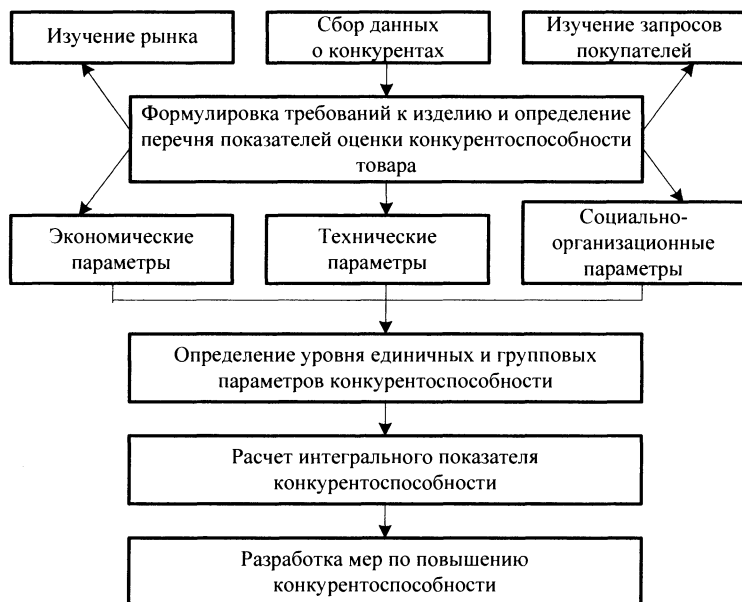 Изучение рынка
Сбор данных
о конкурентах
Изучение запросов
покупателей
Формулировка требований к изделию и определение
перечня показателей оценки конкурентоспособности
товара
Экономические
параметры
Технические
параметры
Социально-
организационные
параметры
Определение уровня единичных и групповых
параметров конкурентоспособности
Расчет интегрального показателя
конкурентоспособности
Разработка мер по повышению
конкурентоспособности